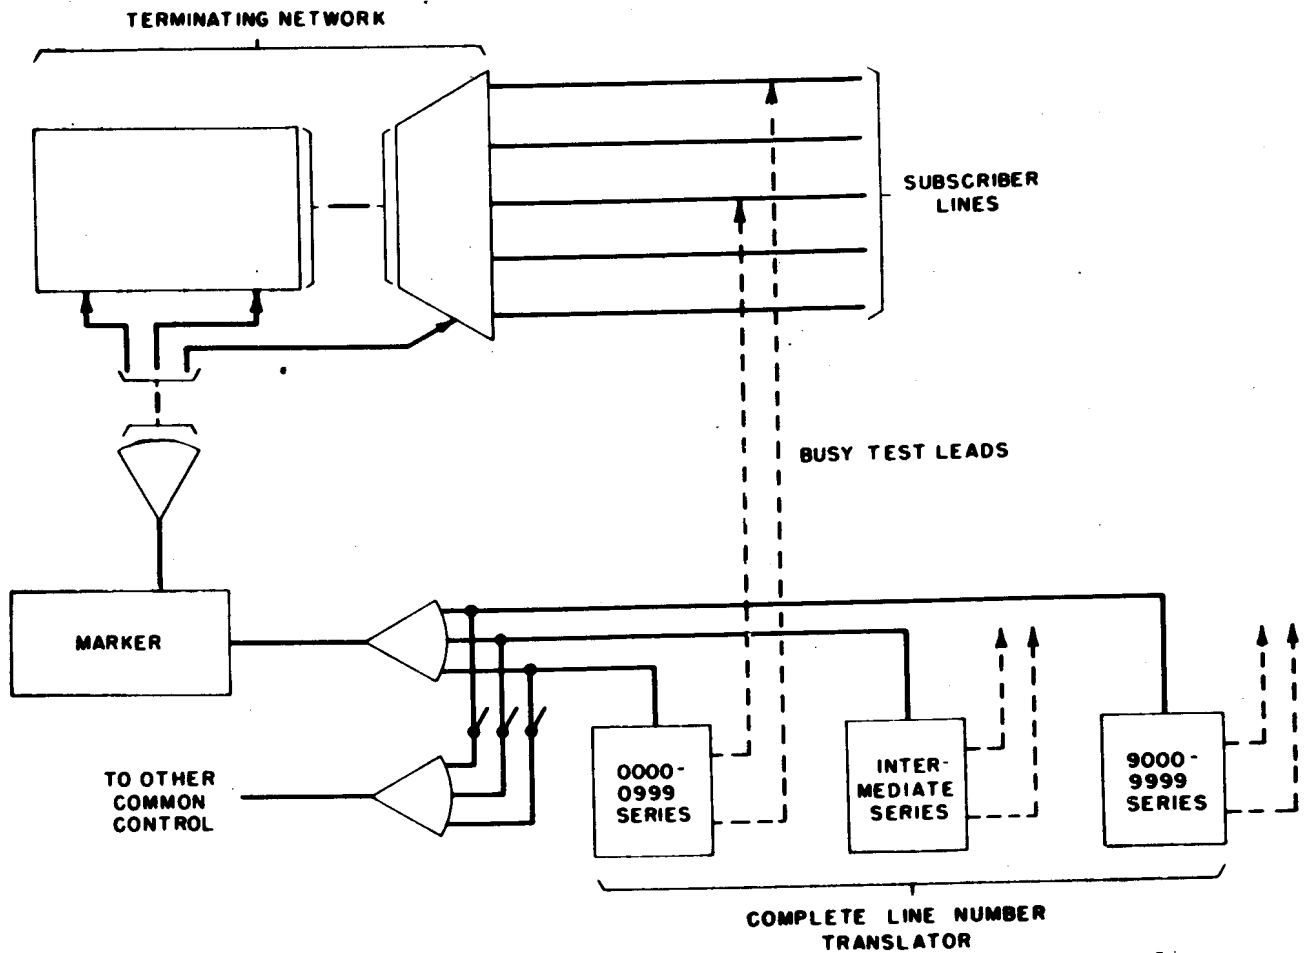 TERMINATING NETWORK
SUBSCRIBER
LINES
BUSY TEST LEADS
MARKER
TO OTHER
COMMON
CONTROL
0000-
0999
SERIES
INTER-
MEDIATE
SERIES
9000-
9999
SERIES
COMPLETE LINE NUMBER
TRANSLATOR